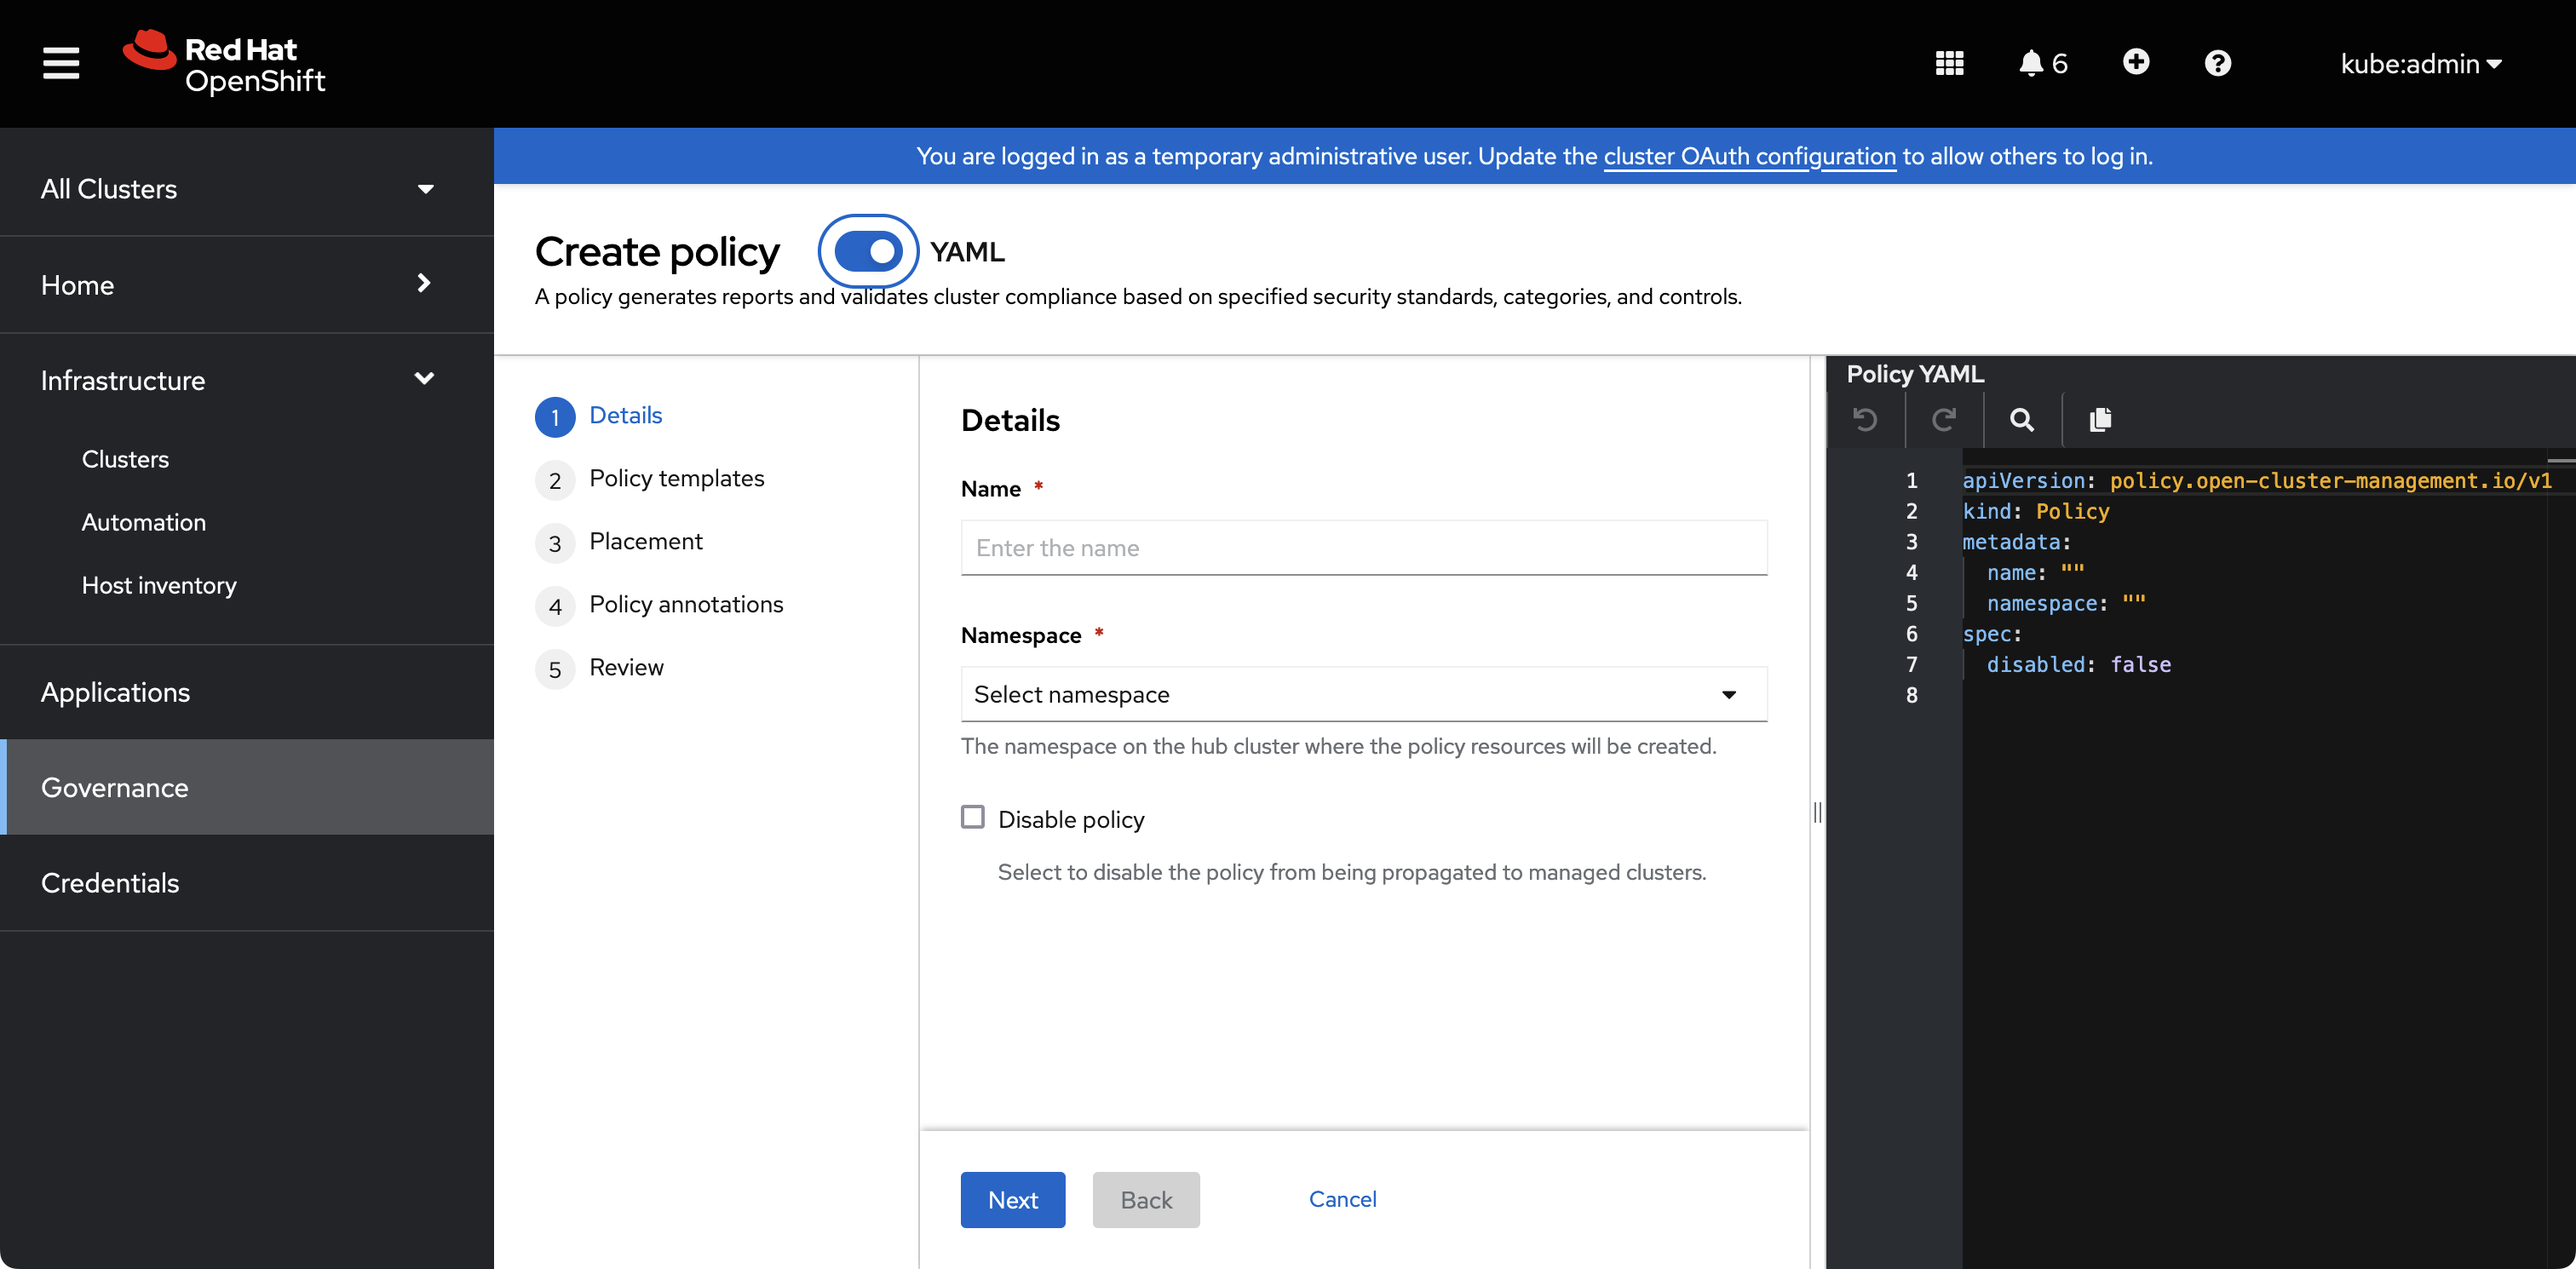 Red Hat
OpenShift
6
kube:admin
All Clusters
Home
Infrastructure
Clusters
Automation
Host inventory
Applications
Governance
Credentials
You are logged in as a temporary administrative user. Update the cluster OAuth configuration to allow others to log in.
Create policy
YAML
A policy generates reports and validates cluster compliance based on specified security standards, categories, and controls.
1 Details
2 Policy templates
3 Placement
4 Policy annotations
5 Review
Details
Name *
Enter the name
Namespace *
Select namespace
The namespace on the hub cluster where the policy resources will be created.
Disable policy
Select to disable the policy from being propagated to managed clusters.
Next
Back
Cancel
Policy YAML
1 apiVersion: policy.open-cluster-management.io/v1
2 kind: Policy
3 metadata:
4 name: ""
5 namespace: ""
6 spec:
7 disabled: false
8